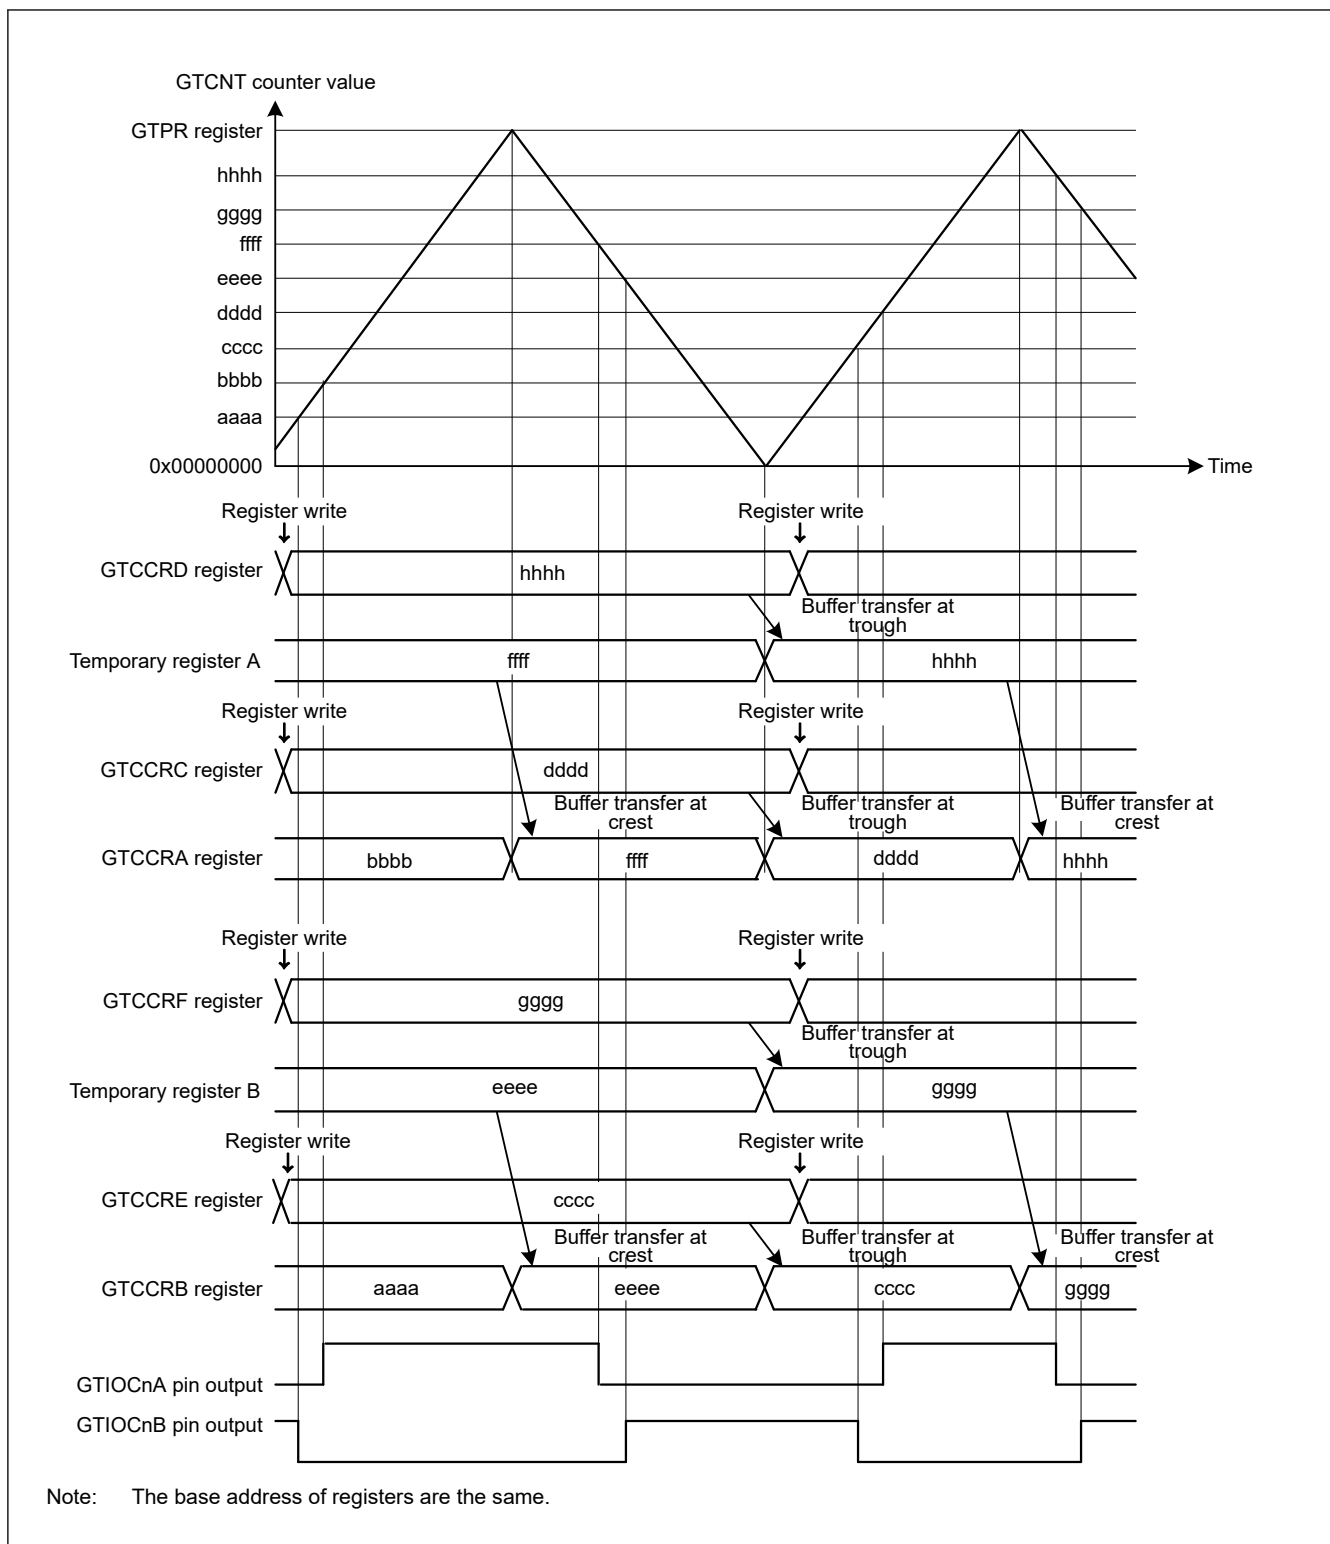 GTCNT counter value
GTPR register
hhhh
gggg
ffff
eeee
dddd
cccc
bbbb
aaaa
0x00000000
Time
Register write
Register write
GTCCRD register
hhhh
Buffer transfer at
trough
Temporary register A
ffff
hhhh
Register write
Register write
GTCCRC register
dddd
Buffer transfer at
crest
Buffer transfer at
trough
Buffer transfer at
crest
GTCCRA register
bbbb
ffff
dddd
hhhh
Register write
Register write
GTCCRF register
gggg
Buffer transfer at
trough
Temporary register B
eeee
gggg
Register write
Register write
GTCCRE register
cccc
Buffer transfer at
crest
Buffer transfer at
trough
Buffer transfer at
crest
GTCCRB register
aaaa
eeee
cccc
gggg
GTIOCnA pin output
GTIOCnB pin output
Note: The base address of registers are the same.